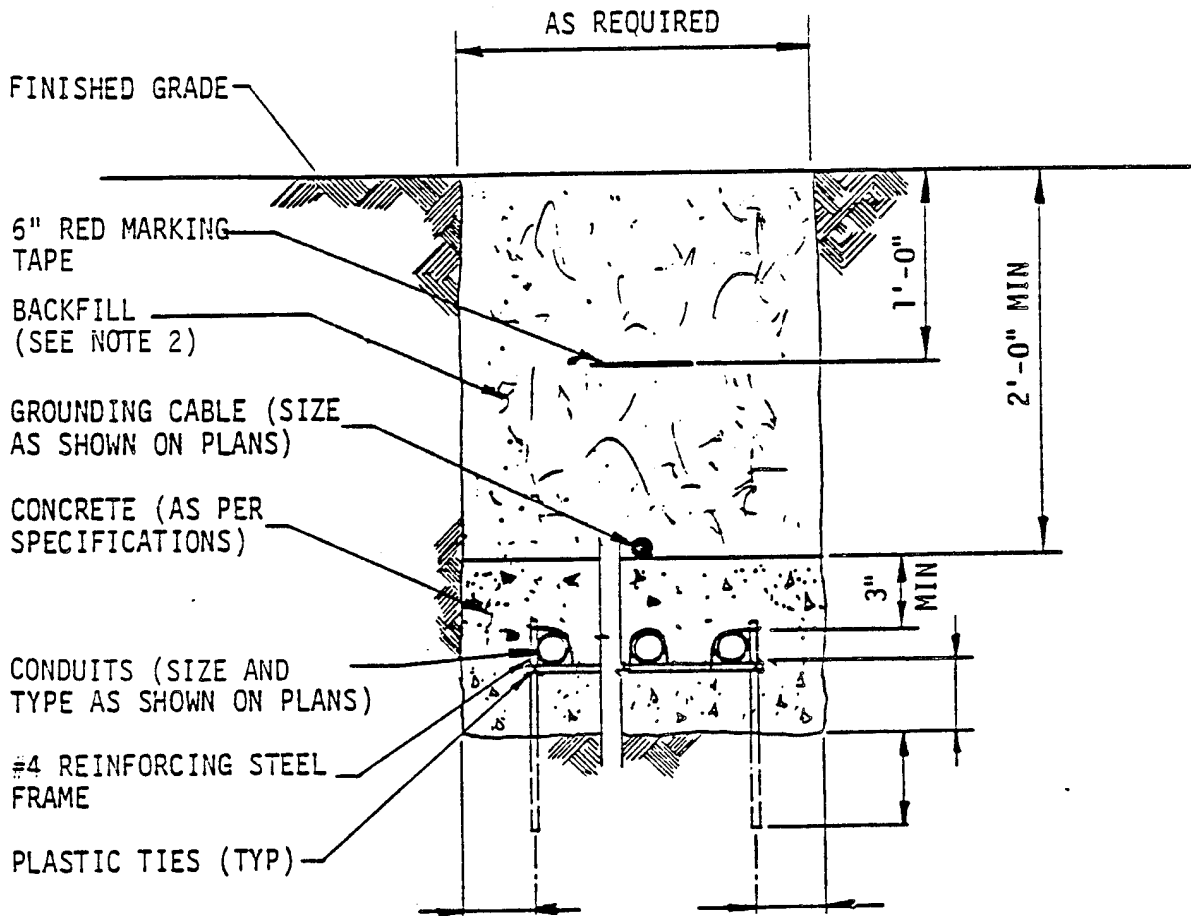 AS REQUIRED
FINISHED GRADE
6" RED MARKING
TAPE
BACKFILL
(SEE NOTE 2)
GROUNDING CABLE (SIZE
AS SHOWN ON PLANS)
CONCRETE (AS PER
SPECIFICATIONS)
CONDUITS (SIZE AND
TYPE AS SHOWN ON PLANS)
#4 REINFORCING STEEL
FRAME
PLASTIC TIES (TYP)
1'-0"
2'-0" MIN
3"
MIN